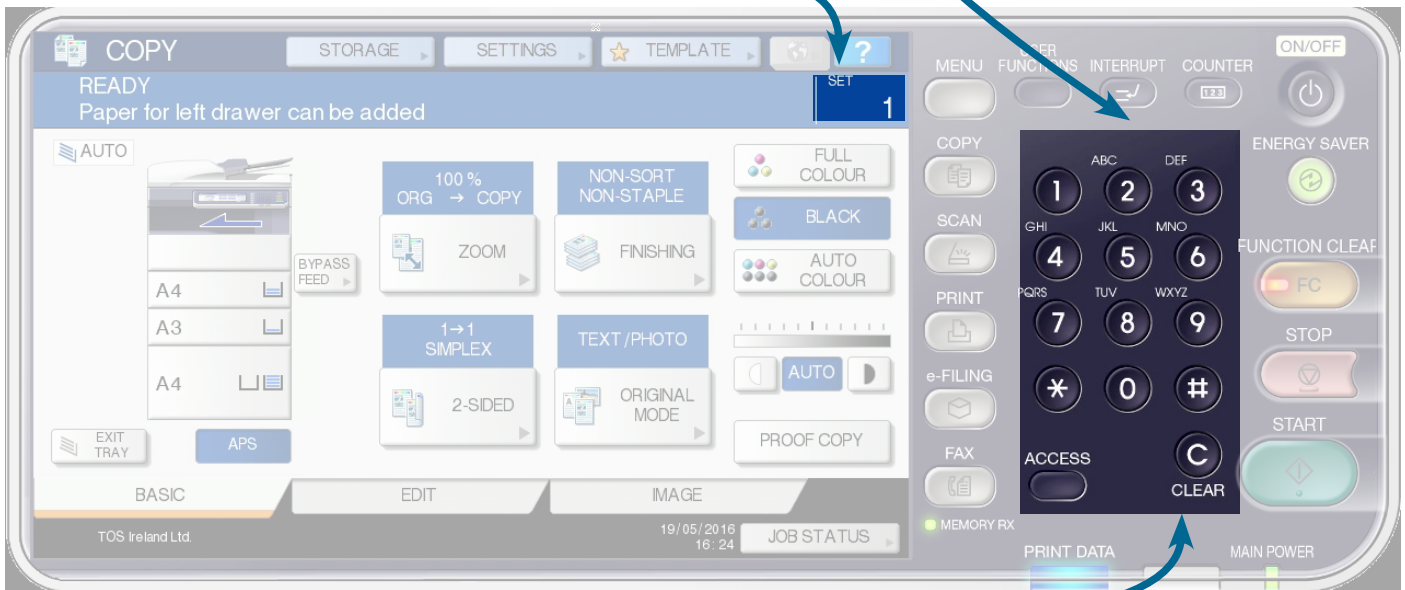 COPY
STORAGE
SETTINGS
TEMPLATE
?
READY
Paper for left drawer can be added
SET
1
AUTO
A4
A3
A4
BYPASS
FEED
EXIT
TRAY
APS
100 %
ORG → COPY
ZOOM
NON-SORT
NON-STAPLE
FINISHING
1→1
SIMPLEX
2-SIDED
TEXT/PHOTO
ORIGINAL
MODE
FULL
COLOUR
BLACK
AUTO
COLOUR
AUTO
PROOF COPY
BASIC
EDIT
IMAGE
TOS Ireland Ltd.
19/05/2016
16:24
JOB STATUS
MENU
USER
FUNCTIONS
INTERRUPT
COUNTER
123
ON/OFF
COPY
SCAN
PRINT
e-FILING
FAX
MEMORY RX
1
ABC
2
DEF
3
GHI
4
JKL
5
MNO
6
PQRS
7
TUV
8
WXYZ
9
*
0
#
ACCESS
C
CLEAR
ENERGY SAVER
FUNCTION CLEAR
FC
STOP
START
PRINT DATA
MAIN POWER